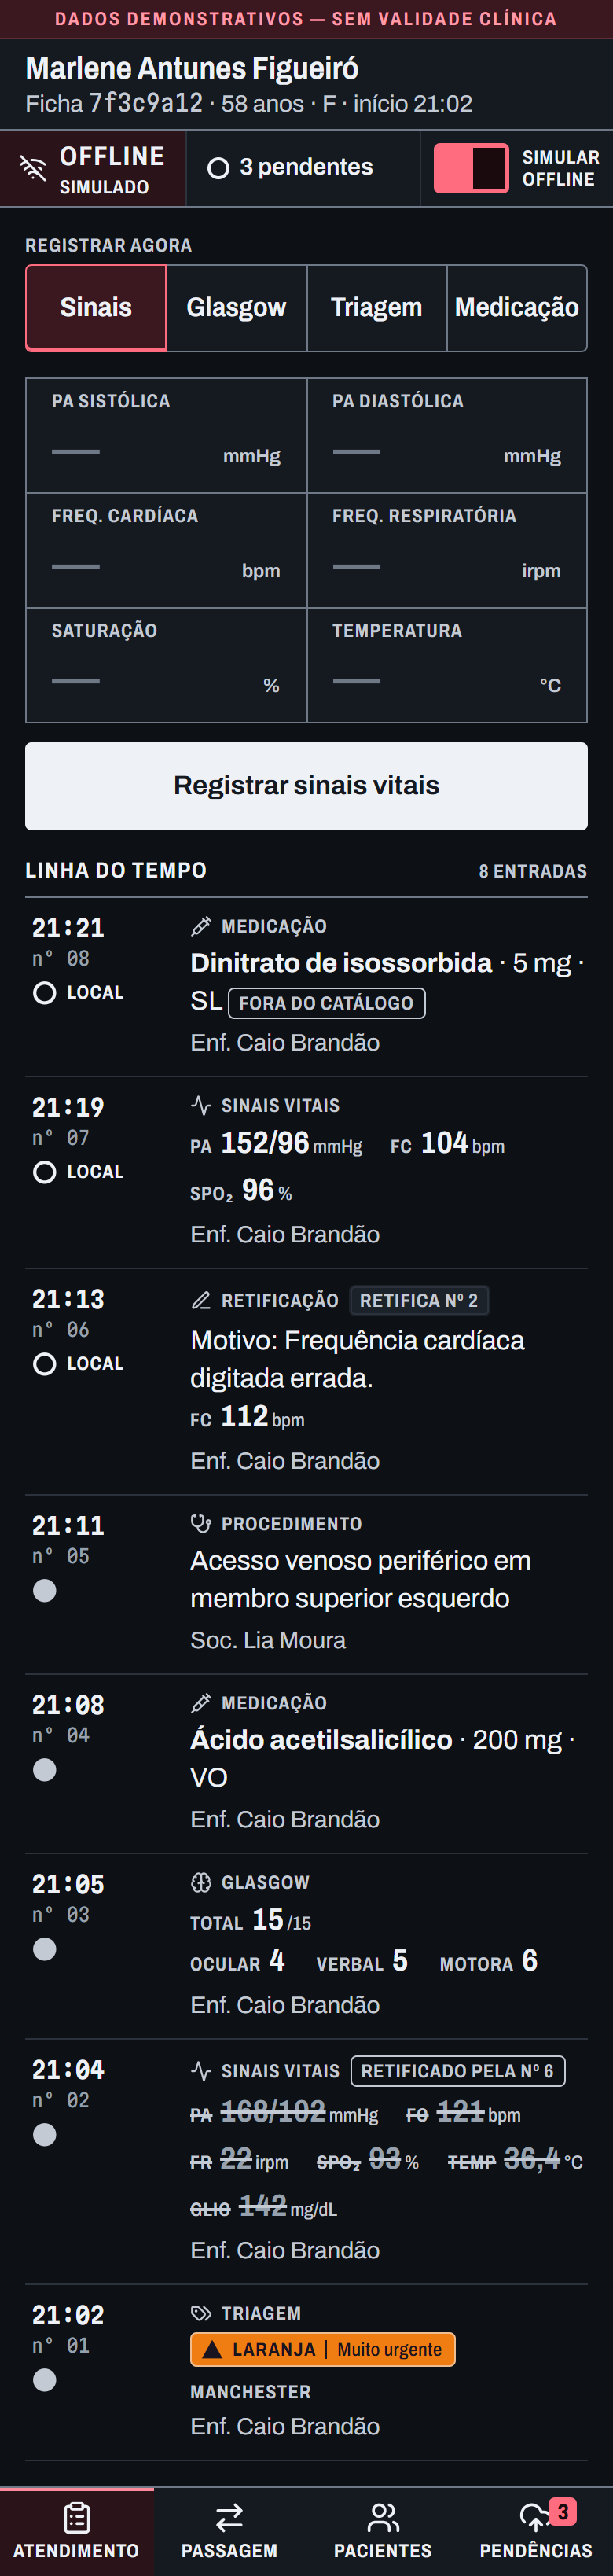 DADOS DEMONSTRATIVOS — SEM VALIDADE CLÍNICA
Marlene Antunes Figueiró
Ficha 7f3c9a12 · 58 anos · F · início 21:02
OFFLINE
SIMULADO
3 pendentes
SIMULAR
OFFLINE
REGISTRAR AGORA
Sinais
Glasgow
Triagem
Medicação
PA SISTÓLICA
— mmHg
PA DIASTÓLICA
— mmHg
FREQ. CARDÍACA
— bpm
FREQ. RESPIRATÓRIA
— irpm
SATURAÇÃO
— %
TEMPERATURA
— °C
Registrar sinais vitais
LINHA DO TEMPO
8 ENTRADAS
21:21
nº 08
LOCAL
MEDICAÇÃO
Dinitrato de isossorbida · 5 mg ·
SL FORA DO CATÁLOGO
Enf. Caio Brandão
21:19
nº 07
LOCAL
SINAIS VITAIS
PA 152/96 mmHg FC 104 bpm
SPO₂ 96 %
Enf. Caio Brandão
21:13
nº 06
LOCAL
RETIFICAÇÃO RETIFICA Nº 2
Motivo: Frequência cardíaca
digitada errada.
FC 112 bpm
Enf. Caio Brandão
21:11
nº 05
PROCEDIMENTO
Acesso venoso periférico em
membro superior esquerdo
Soc. Lia Moura
21:08
nº 04
MEDICAÇÃO
Ácido acetilsalicílico · 200 mg ·
VO
Enf. Caio Brandão
21:05
nº 03
GLASGOW
TOTAL 15 /15
OCULAR 4 VERBAL 5 MOTORA 6
Enf. Caio Brandão
21:04
nº 02
SINAIS VITAIS RETIFICADO PELA Nº 6
PA 168/102 mmHg FC 121 bpm
FR 22 irpm SPO₂ 93 % TEMP 36,4 °C
GLIC 142 mg/dL
Enf. Caio Brandão
21:02
nº 01
TRIAGEM
LARANJA | Muito urgente
MANCHESTER
Enf. Caio Brandão
ATENDIMENTO
PASSAGEM
PACIENTES
3
PENDÊNCIAS